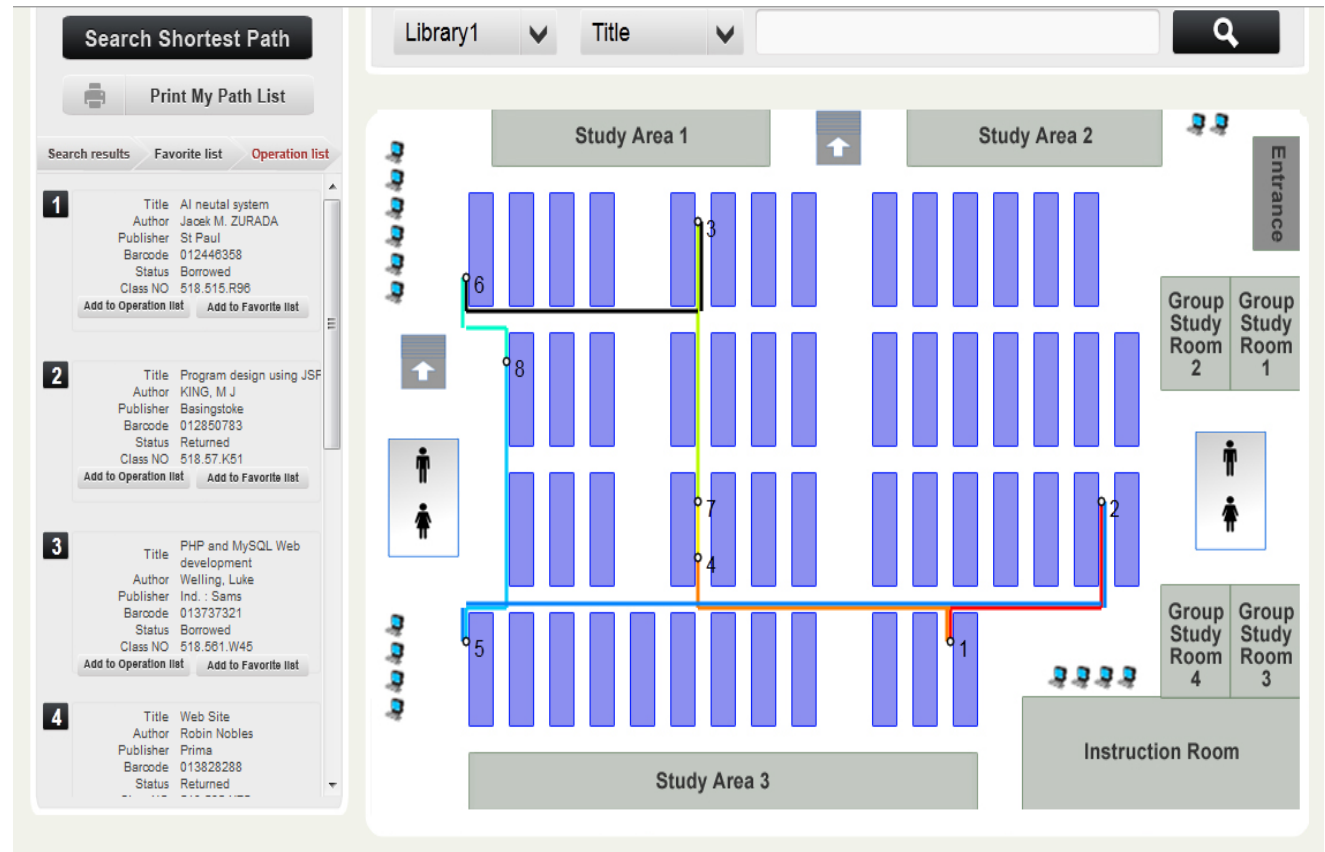 Search Shortest Path
Print My Path List
Search results Favorite list Operation list
1
Title AI neutal system
Author Jacek M. ZURADA
Publisher St Paul
Barcode 012446358
Status Borrowed
Class NO 518.515.R96
Add to Operation list Add to Favorite list
2
Title Program design using JSF
Author KING, M J
Publisher Basingstoke
Barcode 012850783
Status Returned
Class NO 518.57.K51
Add to Operation list Add to Favorite list
3
Title PHP and MySQL Web
development
Author Welling, Luke
Publisher Ind. : Sams
Barcode 013737321
Status Borrowed
Class NO 518.561.W45
Add to Operation list Add to Favorite list
4
Title Web Site
Author Robin Nobles
Publisher Prima
Barcode 013828288
Status Returned
Library1 Title
Study Area 1
Study Area 2
Entrance
3
6
Group
Study
Room
2
Group
Study
Room
1
8
7
2
4
5
1
Group
Study
Room
4
Group
Study
Room
3
Instruction Room
Study Area 3